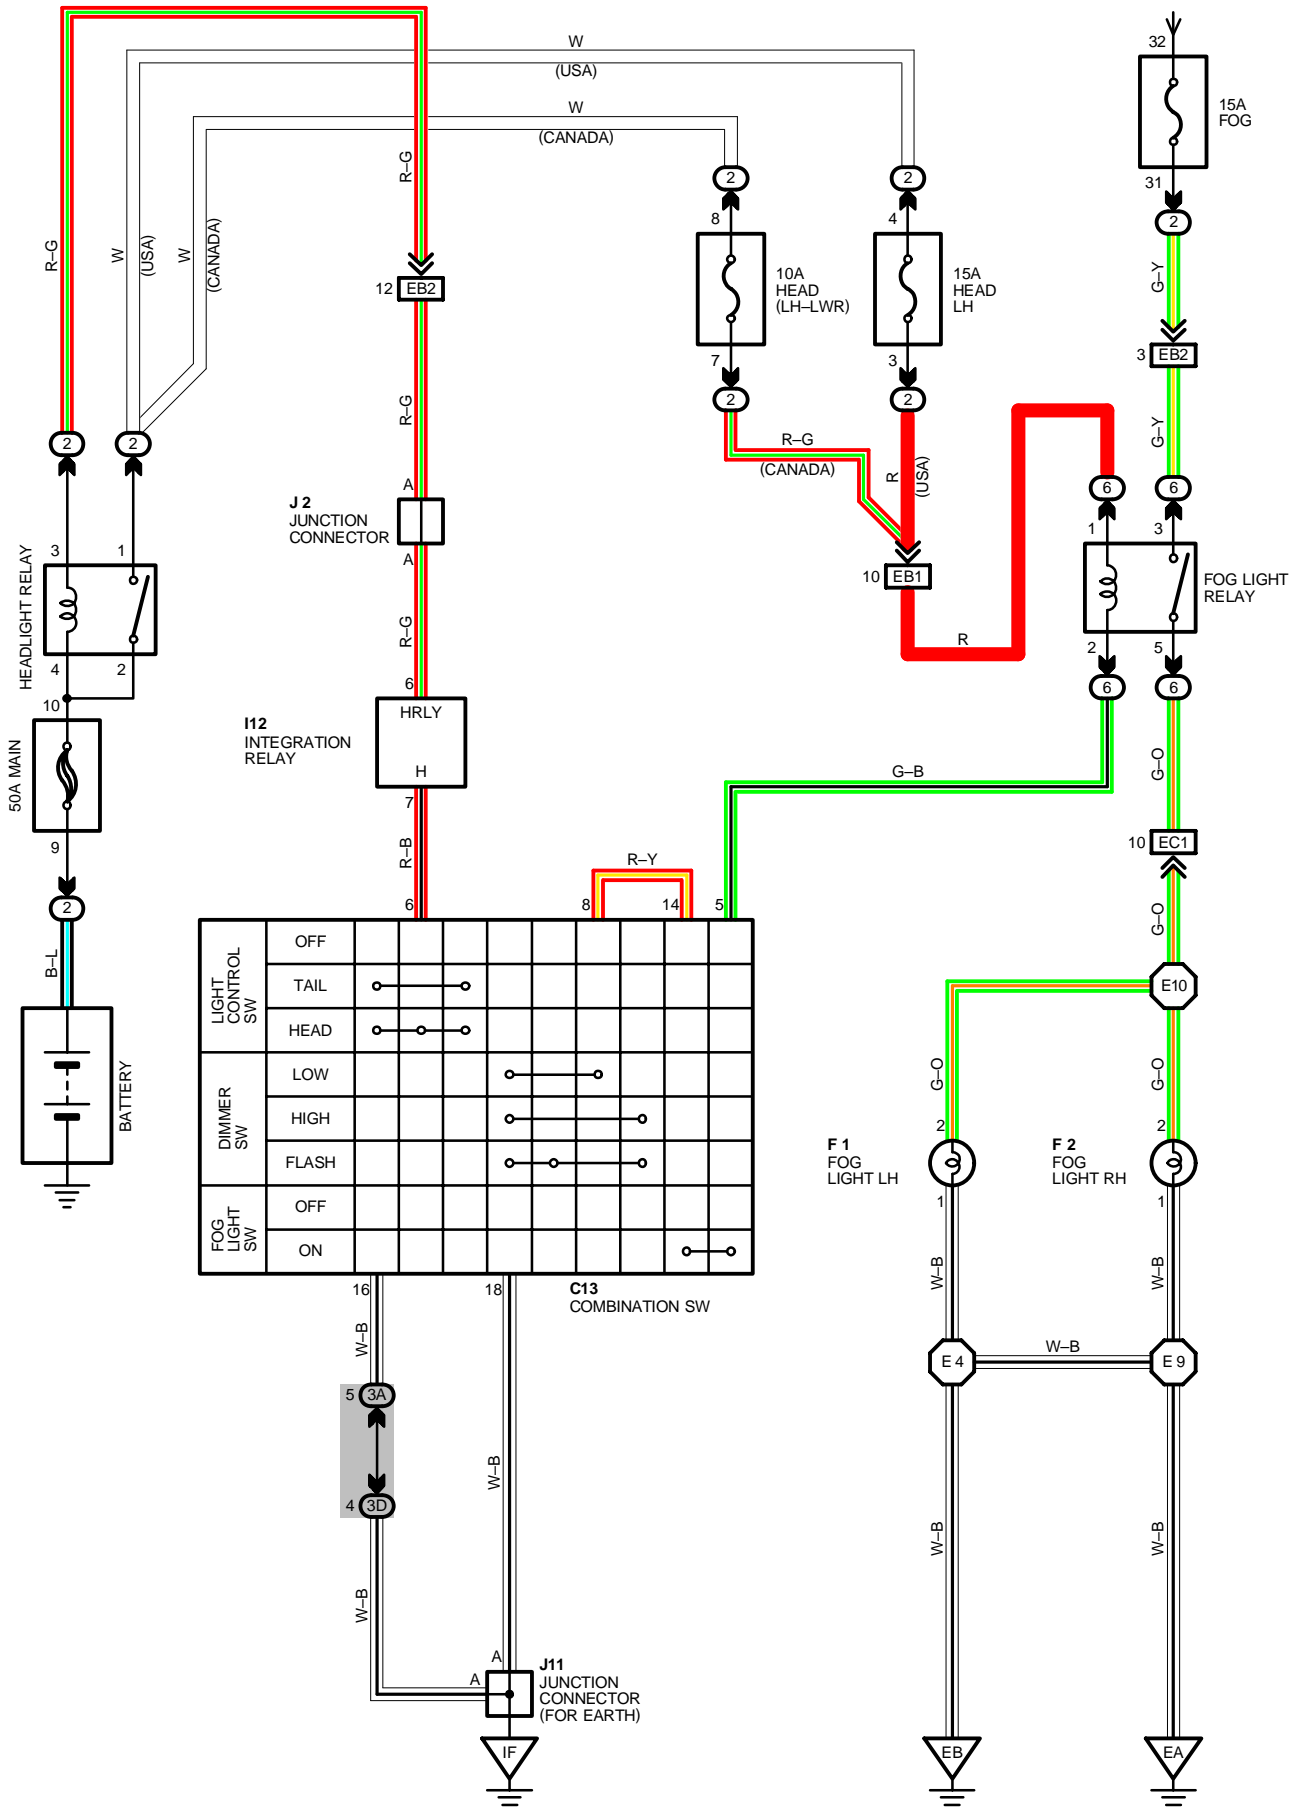 W
(USA)
W
(CANADA)
32
15A
FOG
31
2
G–Y
3 EB2
G–Y
6
R–G
W
(USA)
W
(CANADA)
R–G
12 EB2
R–G
2
2
2
8
10A
HEAD
(LH–LWR)
7
2
2
4
15A
HEAD
LH
3
2
R–G
(CANADA)
R
(USA)
10 EB1
R
6
1
3
FOG LIGHT
RELAY
2
5
6
6
3
1
HEADLIGHT RELAY
4
2
10
50A MAIN
9
2
B–L
BATTERY
A
J 2
JUNCTION
CONNECTOR
A
R–G
6
HRLY
I12
INTEGRATION
RELAY
H
7
R–B
6
R–Y
8
14
5
G–B
G–O
10 EC1
G–O
E10
G–O
G–O
LIGHT
CONTROL
SW
OFF
TAIL
HEAD
DIMMER
SW
LOW
HIGH
FLASH
FOG
LIGHT
SW
OFF
ON
16
18
C13
COMBINATION SW
W–B
5 3A
4 3D
W–B
W–B
A
A
J11
JUNCTION
CONNECTOR
(FOR EARTH)
IF
2
F 1
FOG
LIGHT LH
1
2
F 2
FOG
LIGHT RH
1
W–B
W–B
E 4
W–B
E 9
W–B
W–B
EB
EA